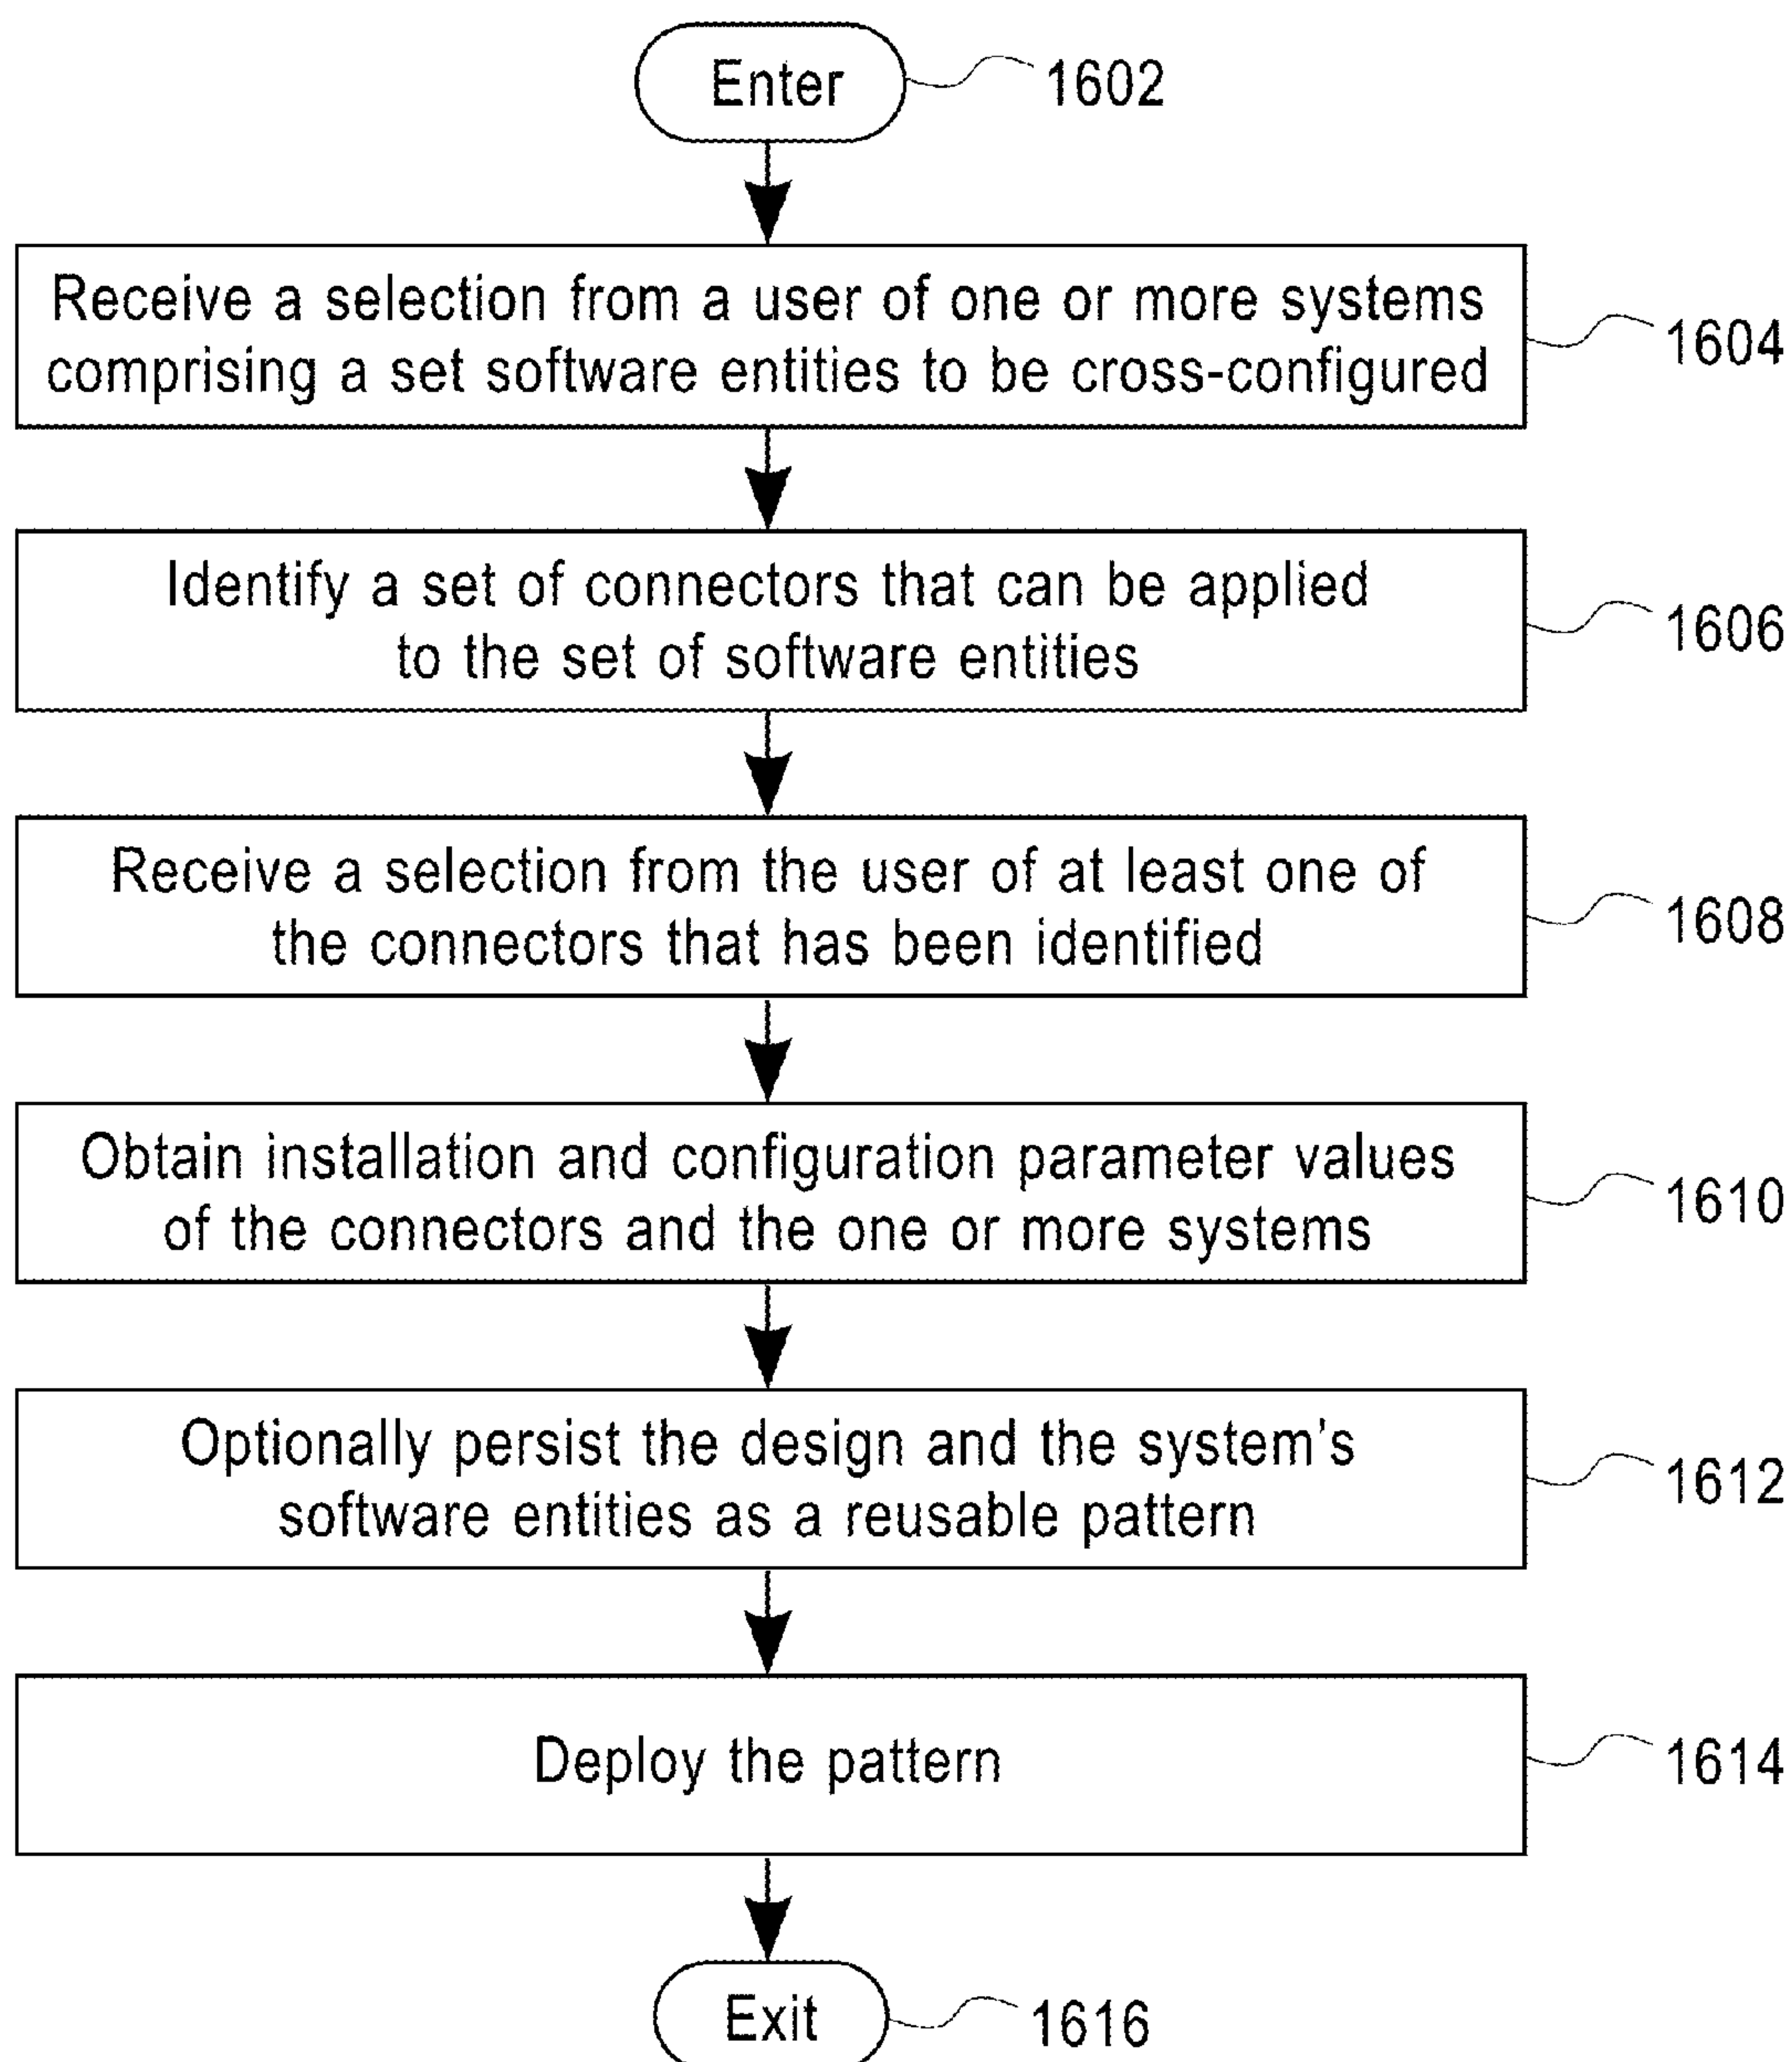 Enter
1602
Receive a selection from a user of one or more systems
comprising a set software entities to be cross-configured
1604
Identify a set of connectors that can be applied
to the set of software entities
1606
Receive a selection from the user of at least one of
the connectors that has been identified
1608
Obtain installation and configuration parameter values
of the connectors and the one or more systems
1610
Optionally persist the design and the system's
software entities as a reusable pattern
1612
Deploy the pattern
1614
Exit
1616